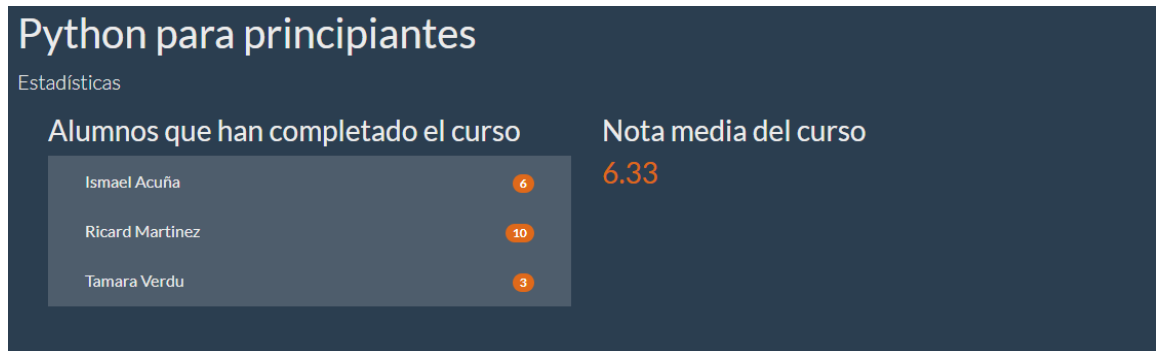 Python para principiantes
Estadísticas
Alumnos que han completado el curso
Ismael Acuña 6
Ricard Martinez 10
Tamara Verdu 3
Nota media del curso
6.33